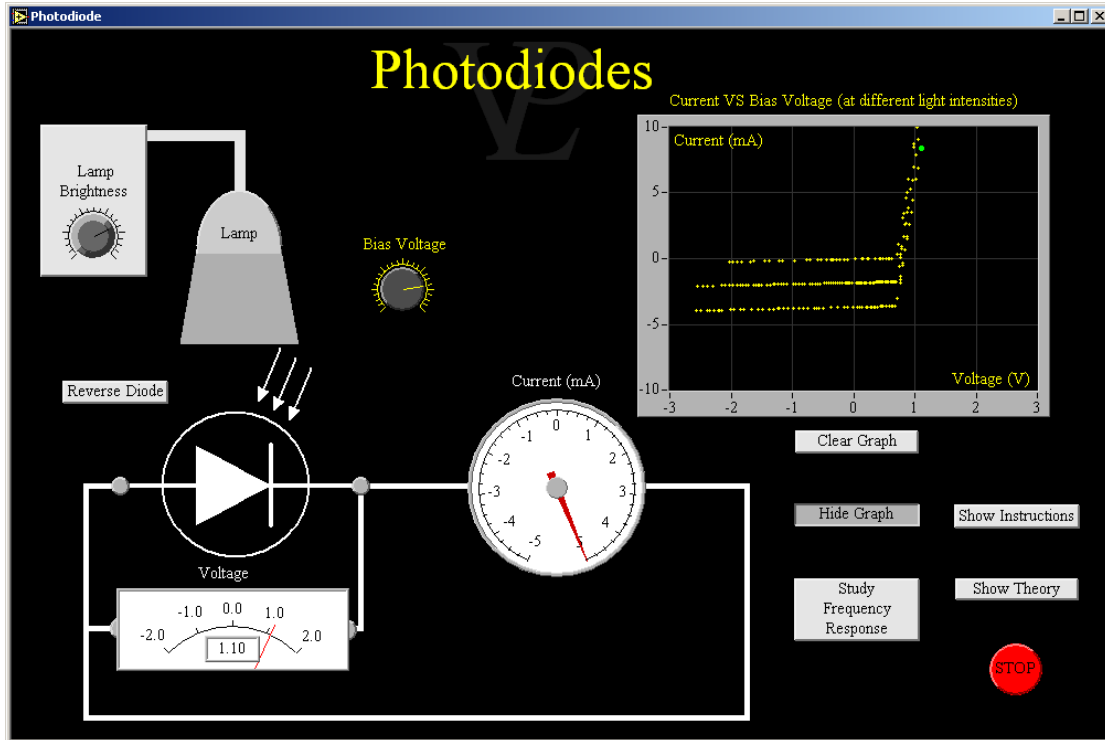 Photodiode
Photodiodes
VPL
Current VS Bias Voltage (at different light intensities)
Lamp
Brightness
Lamp
Bias Voltage
10
Current (mA)
5
0
-5
-10
Voltage (V)
-3
-2
-1
0
1
2
3
Reverse Diode
Current (mA)
-5
-4
-3
-2
-1
0
1
2
3
4
5
Clear Graph
Hide Graph
Show Instructions
Voltage
-2.0
-1.0
0.0
1.0
2.0
1.10
Study
Frequency
Response
Show Theory
STOP